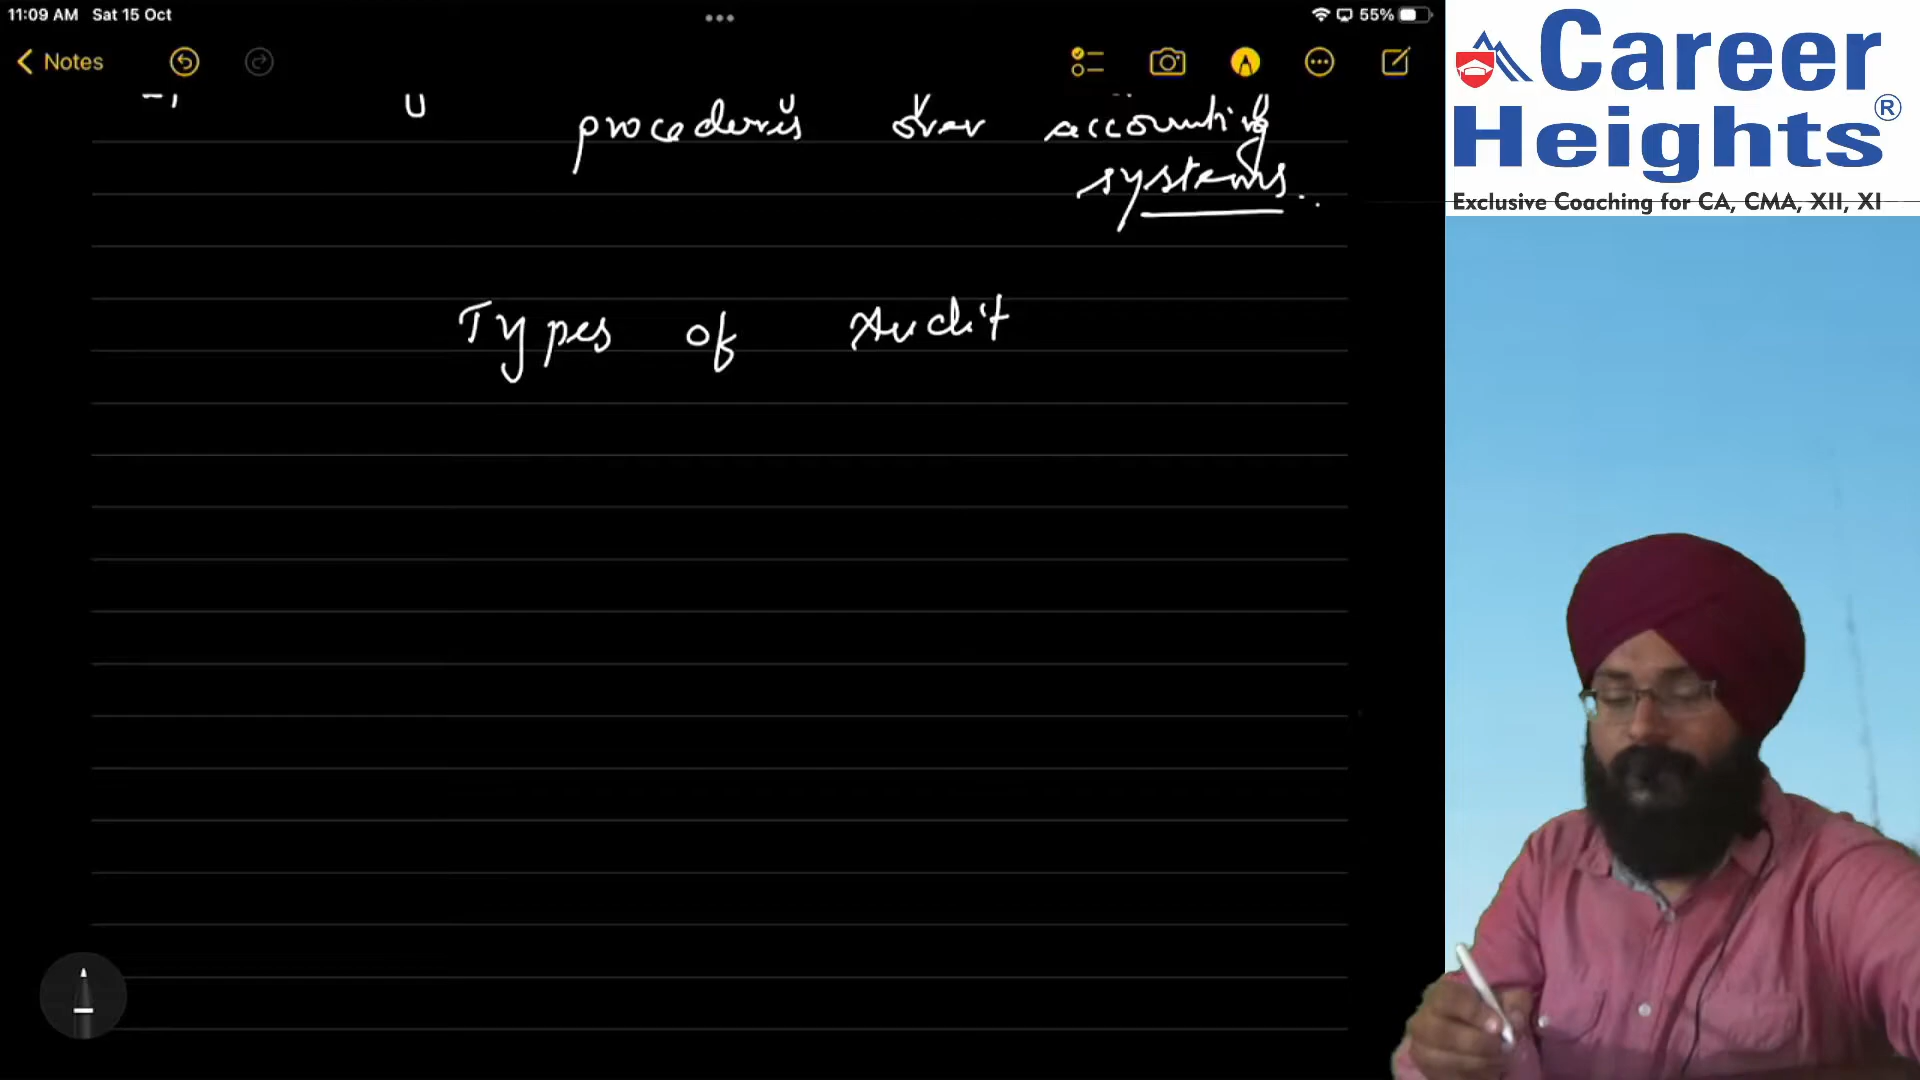 11:09 AM Sat 15 Oct
55%
Notes
procederis over accounting
systems..
Types of Audit
Career
Heights®
Exclusive Coaching for CA, CMA, XII, XI